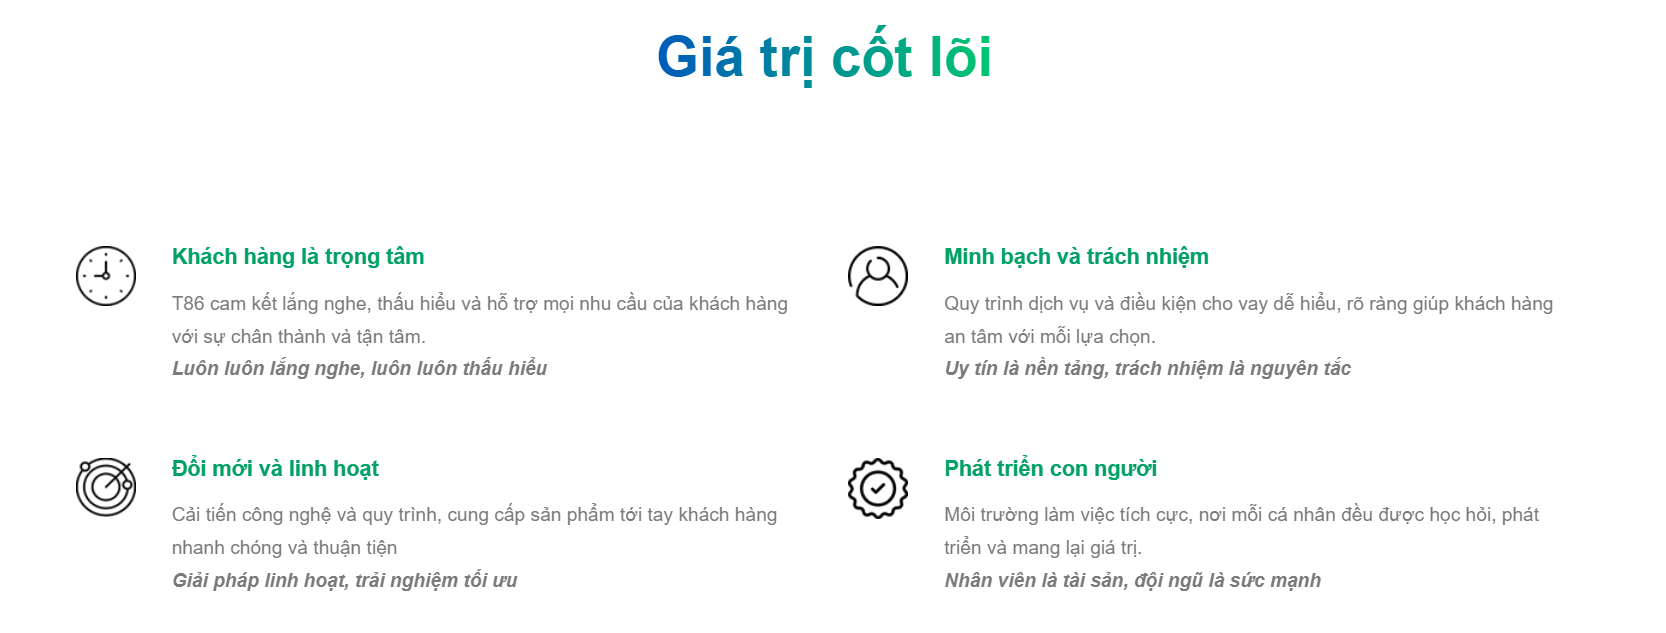 Giá trị cốt lõi
Khách hàng là trọng tâm
T86 cam kết lắng nghe, thấu hiểu và hỗ trợ mọi nhu cầu của khách hàng
với sự chân thành và tận tâm.
Luôn luôn lắng nghe, luôn luôn thấu hiểu
Minh bạch và trách nhiệm
Quy trình dịch vụ và điều kiện cho vay dễ hiểu, rõ ràng giúp khách hàng
an tâm với mỗi lựa chọn.
Uy tín là nền tảng, trách nhiệm là nguyên tắc
Đổi mới và linh hoạt
Cải tiến công nghệ và quy trình, cung cấp sản phẩm tới tay khách hàng
nhanh chóng và thuận tiện
Giải pháp linh hoạt, trải nghiệm tối ưu
Phát triển con người
Môi trường làm việc tích cực, nơi mỗi cá nhân đều được học hỏi, phát
triển và mang lại giá trị.
Nhân viên là tài sản, đội ngũ là sức mạnh